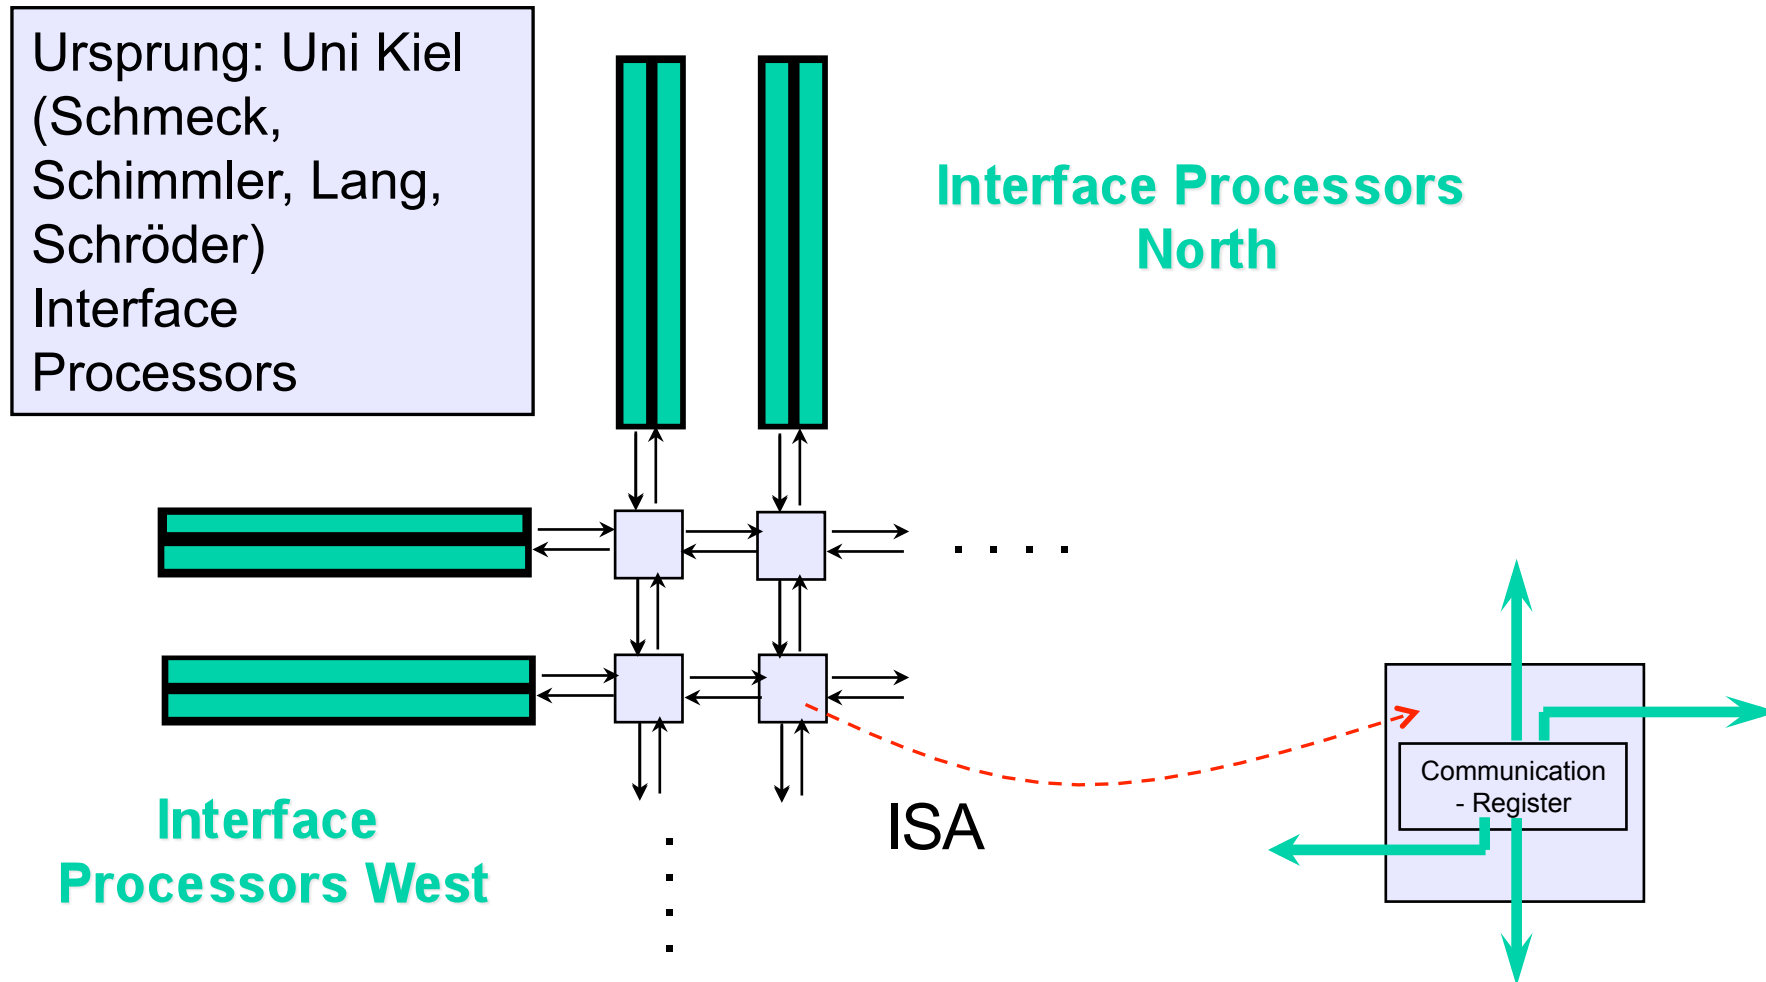 Ursprung: Uni Kiel
(Schmeck,
Schimmler, Lang,
Schröder)
Interface
Processors
Interface Processors
North
Interface
Processors West
ISA
Communication
- Register